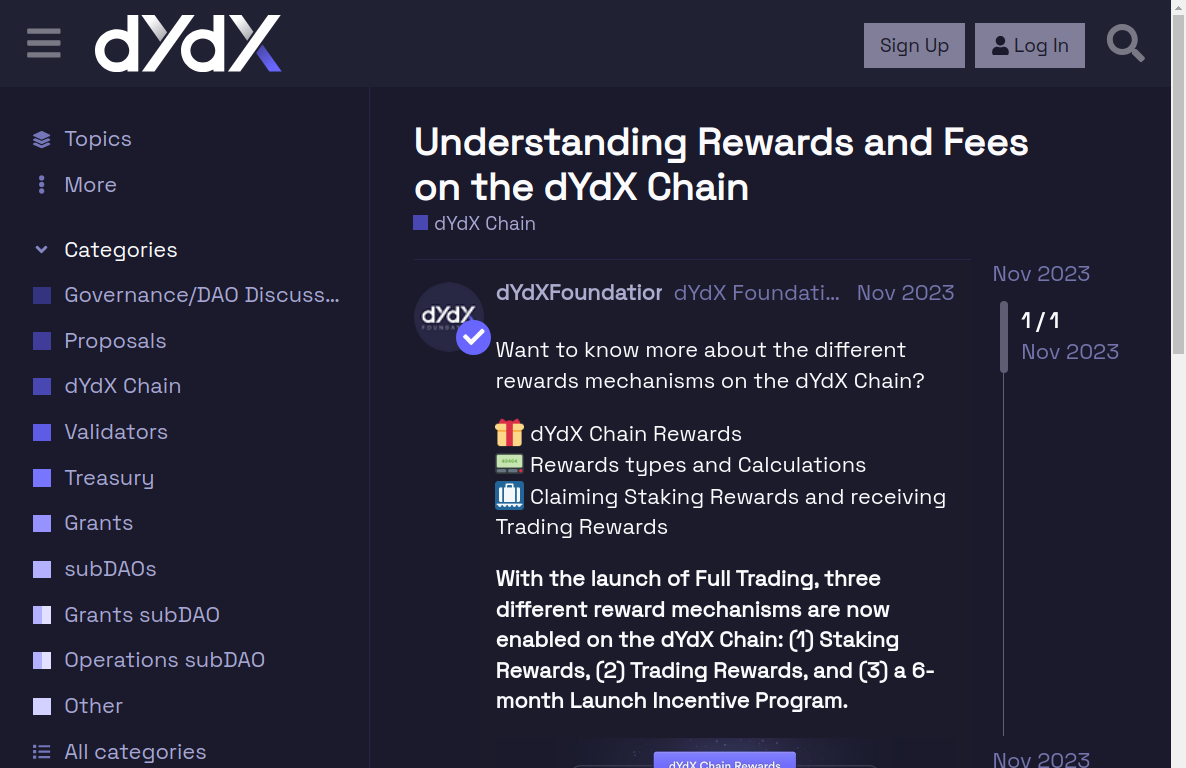 dYdX
Sign Up
Log In
Topics
More
Categories
Governance/DAO Discuss...
Proposals
dYdX Chain
Validators
Treasury
Grants
subDAOs
Grants subDAO
Operations subDAO
Other
All categories
Understanding Rewards and Fees
on the dYdX Chain
dYdX Chain
dYdX
FOUNDATION
dYdXFoundation dYdX Foundati... Nov 2023
Want to know more about the different
rewards mechanisms on the dYdX Chain?
dYdX Chain Rewards
Rewards types and Calculations
Claiming Staking Rewards and receiving
Trading Rewards
With the launch of Full Trading, three
different reward mechanisms are now
enabled on the dYdX Chain: (1) Staking
Rewards, (2) Trading Rewards, and (3) a 6-
month Launch Incentive Program.
dYdX Chain Rewards
Nov 2023
1 / 1
Nov 2023
Nov 2023